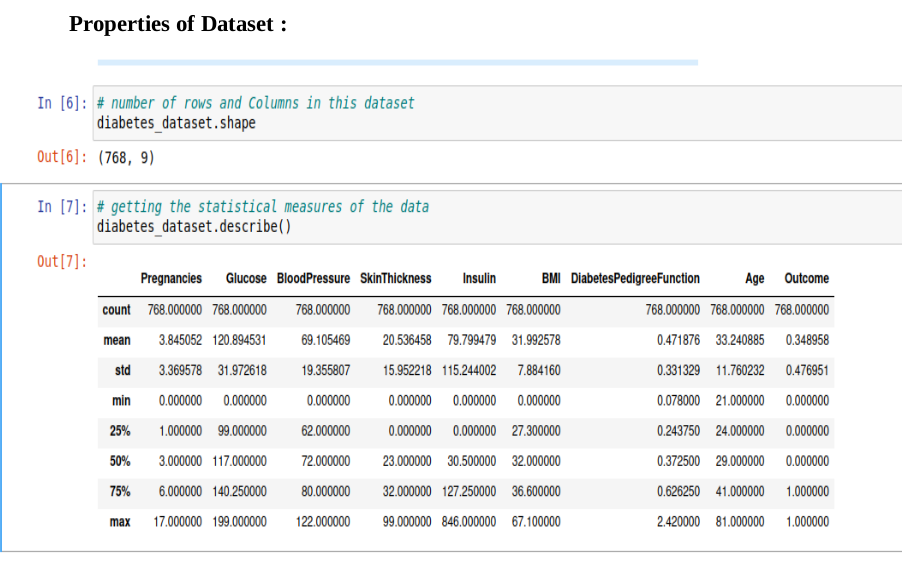 Properties of Dataset :
In [6]: # number of rows and Columns in this dataset
diabetes_dataset.shape
Out[6]: (768, 9)
In [7]: # getting the statistical measures of the data
diabetes_dataset.describe()
Out[7]:
Pregnancies Glucose BloodPressure SkinThickness Insulin BMI DiabetesPedigreeFunction Age Outcome
count 768.000000 768.000000 768.000000 768.000000 768.000000 768.000000 768.000000 768.000000 768.000000
mean 3.845052 120.894531 69.105469 20.536458 79.799479 31.992578 0.471876 33.240885 0.348958
std 3.369578 31.972618 19.355807 15.952218 115.244002 7.884160 0.331329 11.760232 0.476951
min 0.000000 0.000000 0.000000 0.000000 0.000000 0.000000 0.078000 21.000000 0.000000
25% 1.000000 99.000000 62.000000 0.000000 0.000000 27.300000 0.243750 24.000000 0.000000
50% 3.000000 117.000000 72.000000 23.000000 30.500000 32.000000 0.372500 29.000000 0.000000
75% 6.000000 140.250000 80.000000 32.000000 127.250000 36.600000 0.626250 41.000000 1.000000
max 17.000000 199.000000 122.000000 99.000000 846.000000 67.100000 2.420000 81.000000 1.000000